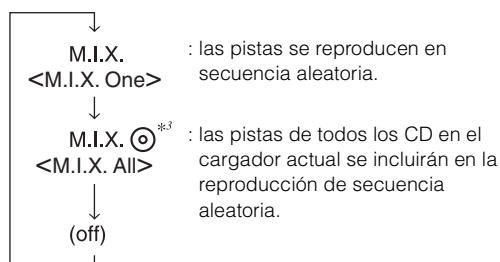 M.I.X.
<M.I.X. One>
: las pistas se reproducen en
secuencia aleatoria.
M.I.X. *3
<M.I.X. All>
: las pistas de todos los CD en el
cargador actual se incluirán en la
reproducción de secuencia
aleatoria.
(off)